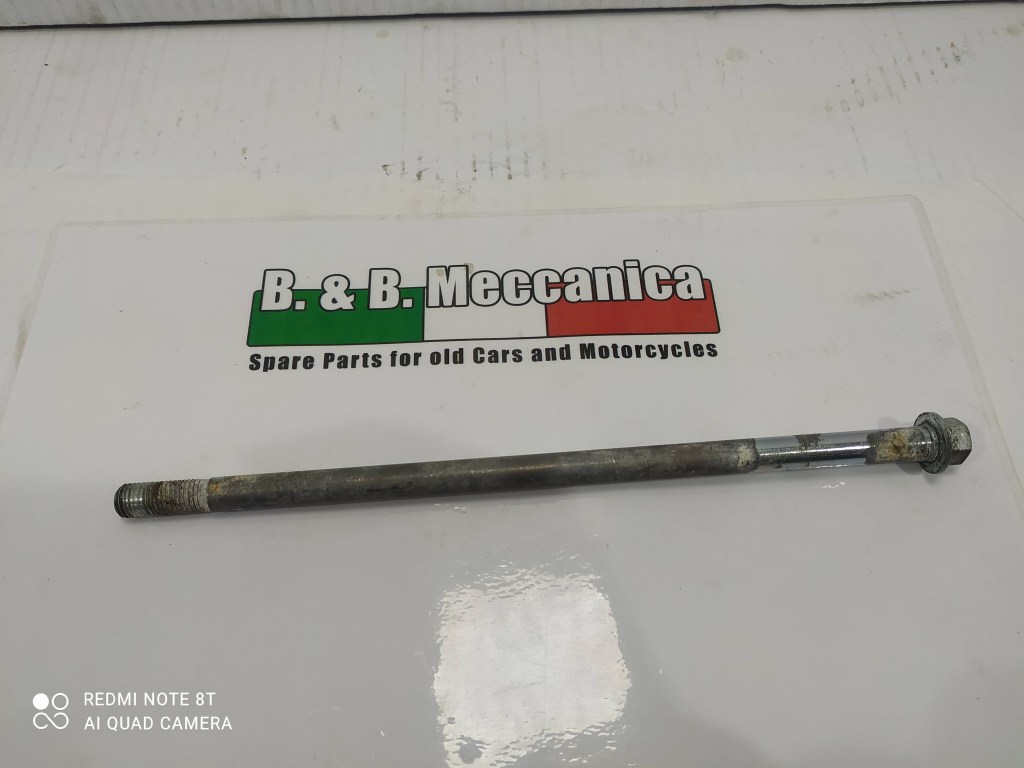 B. & B. Meccanica
Spare Parts for old Cars and Motorcycles
REDMI NOTE 8T
AI QUAD CAMERA